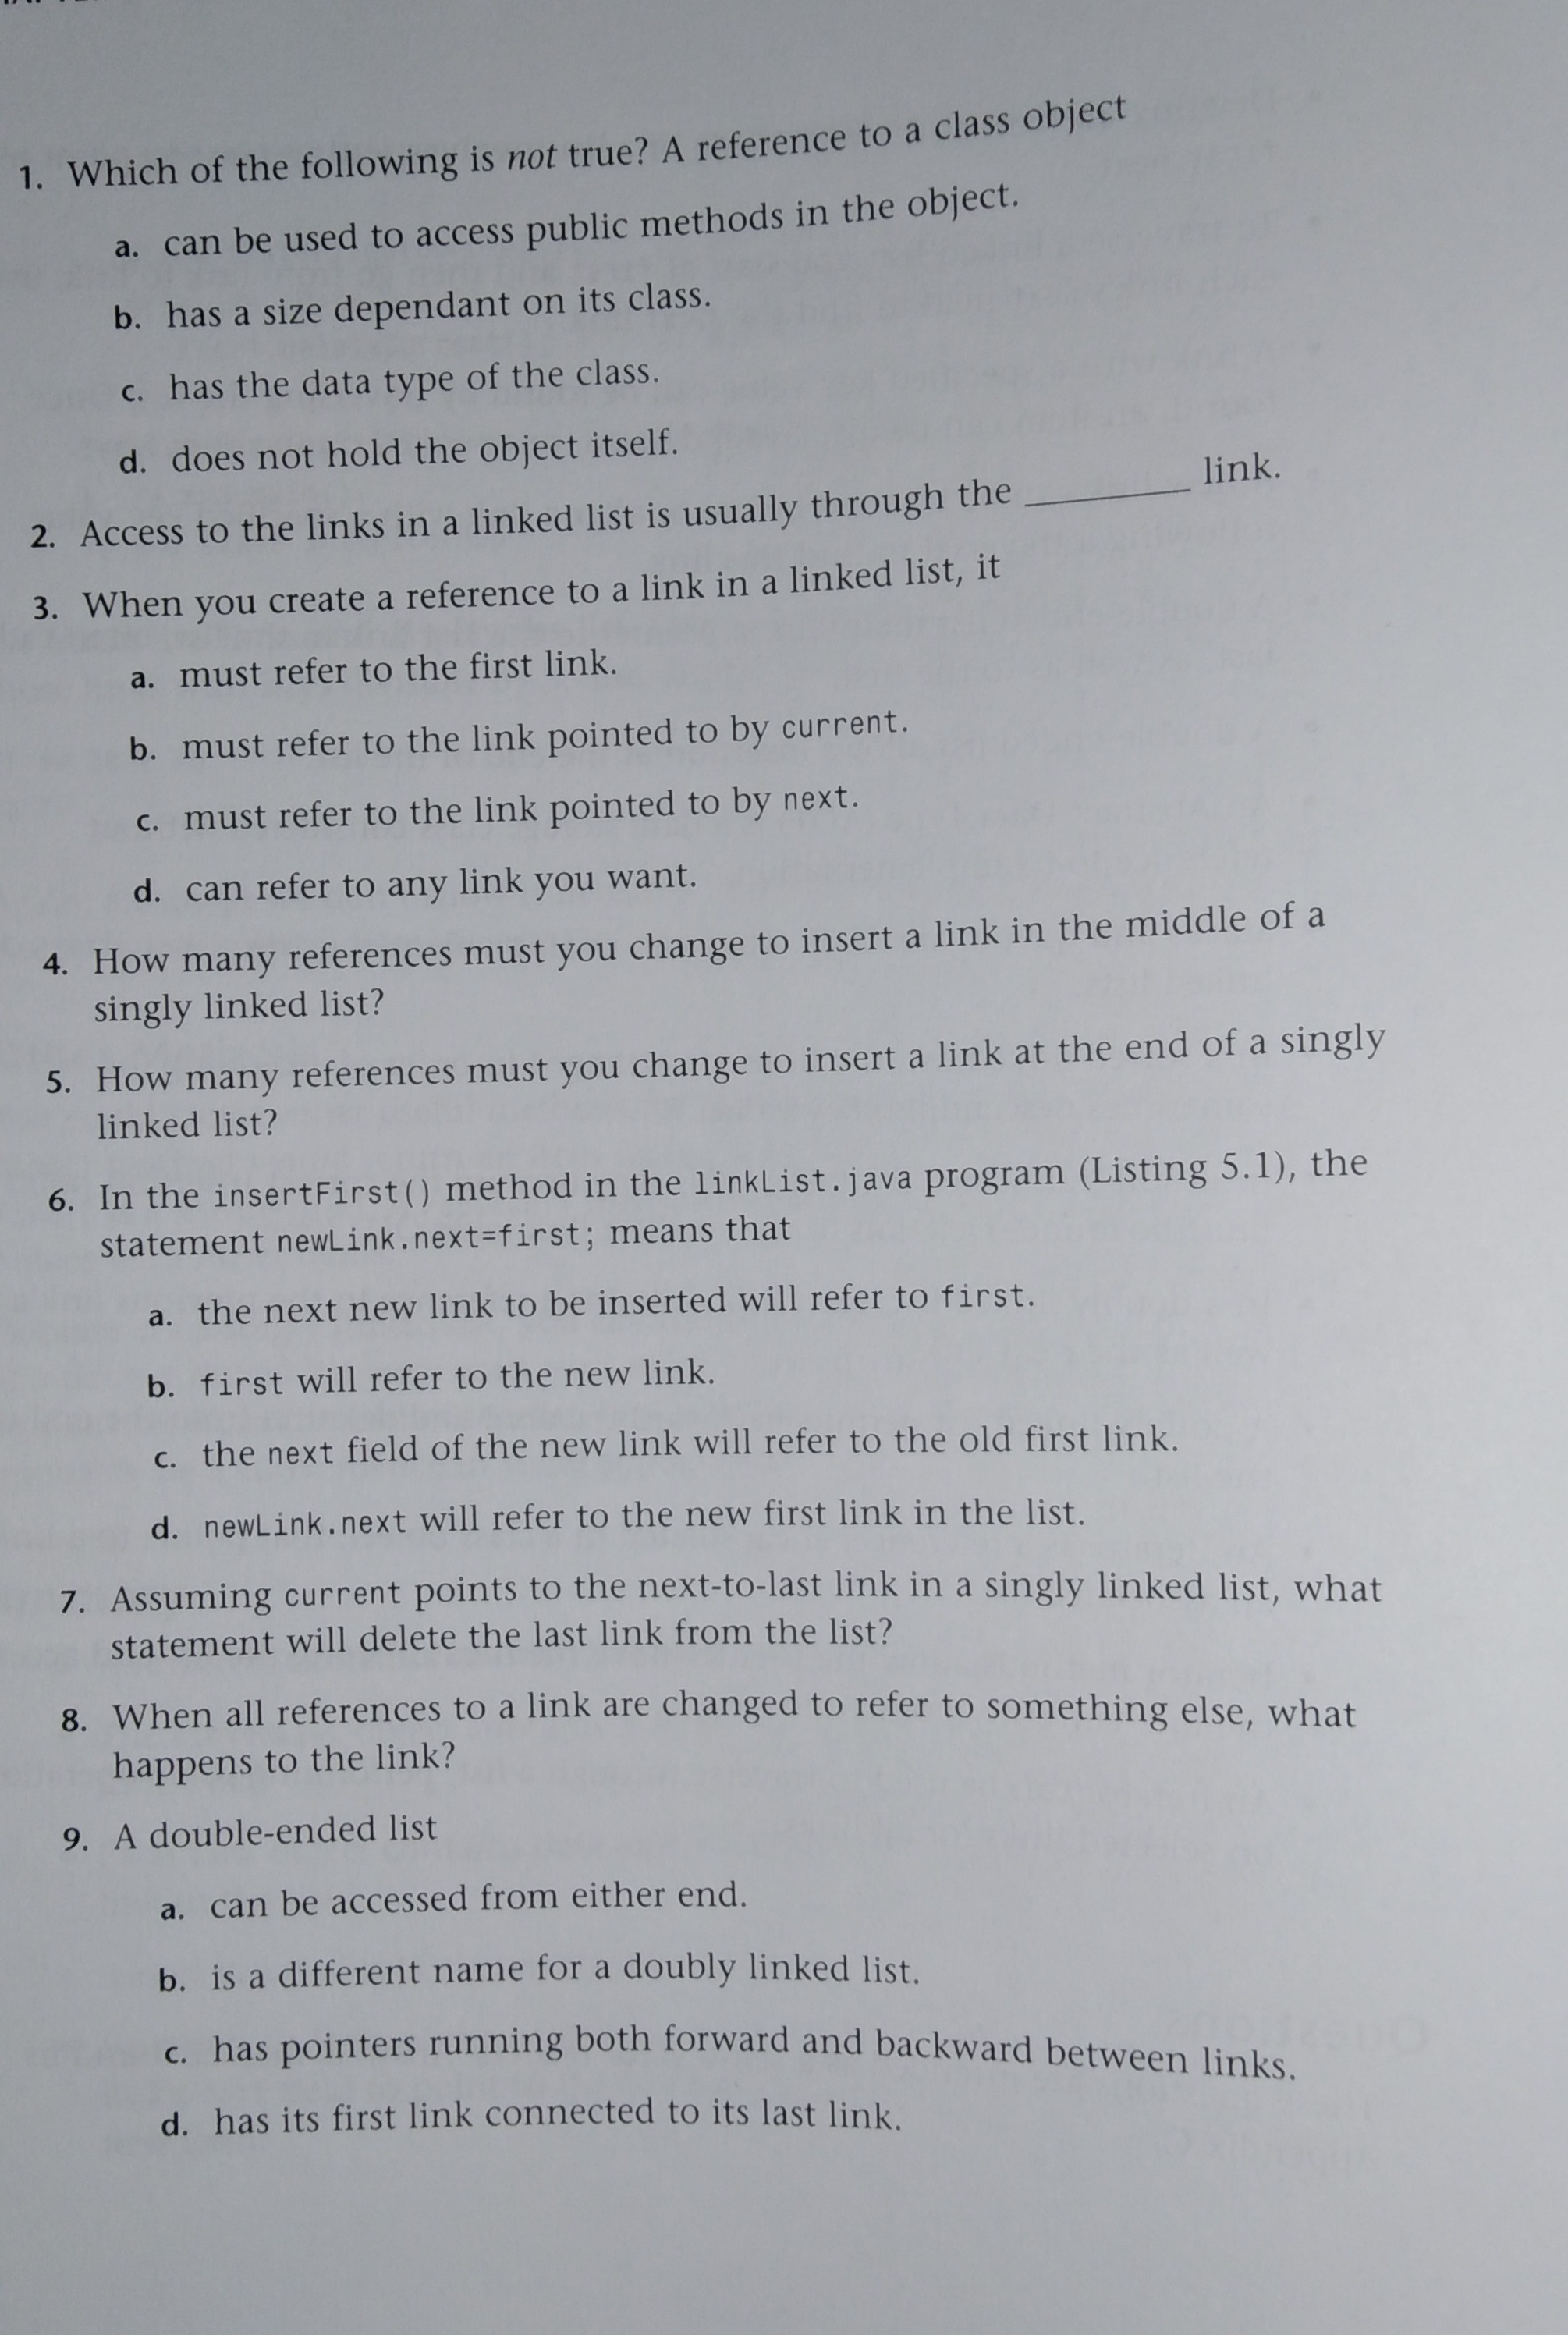 1. Which of the following is not true? A reference to a class object
a. can be used to access public methods in the object.
b. has a size dependant on its class.
c. has the data type of the class.
d. does not hold the object itself.
2. Access to the links in a linked list is usually through the ________ link.
3. When you create a reference to a link in a linked list, it
a. must refer to the first link.
b. must refer to the link pointed to by current.
c. must refer to the link pointed to by next.
d. can refer to any link you want.
4. How many references must you change to insert a link in the middle of a
singly linked list?
5. How many references must you change to insert a link at the end of a singly
linked list?
6. In the insertFirst() method in the linkList.java program (Listing 5.1), the
statement newLink.next=first; means that
a. the next new link to be inserted will refer to first.
b. first will refer to the new link.
c. the next field of the new link will refer to the old first link.
d. newLink.next will refer to the new first link in the list.
7. Assuming current points to the next-to-last link in a singly linked list, what
statement will delete the last link from the list?
8. When all references to a link are changed to refer to something else, what
happens to the link?
9. A double-ended list
a. can be accessed from either end.
b. is a different name for a doubly linked list.
c. has pointers running both forward and backward between links.
d. has its first link connected to its last link.